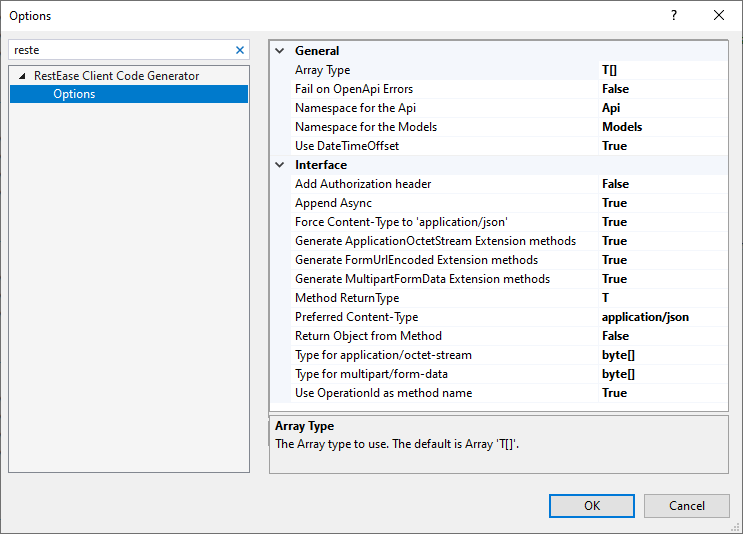 Options
?
reste
RestEase Client Code Generator
Options
General
Array Type T[]
Fail on OpenApi Errors False
Namespace for the Api Api
Namespace for the Models Models
Use DateTimeOffset True
Interface
Add Authorization header False
Append Async True
Force Content-Type to 'application/json' True
Generate ApplicationOctetStream Extension methods True
Generate FormUrlEncoded Extension methods True
Generate MultipartFormData Extension methods True
Method ReturnType T
Preferred Content-Type application/json
Return Object from Method False
Type for application/octet-stream byte[]
Type for multipart/form-data byte[]
Use OperationId as method name True
Array Type
The Array type to use. The default is Array 'T[]'.
OK Cancel